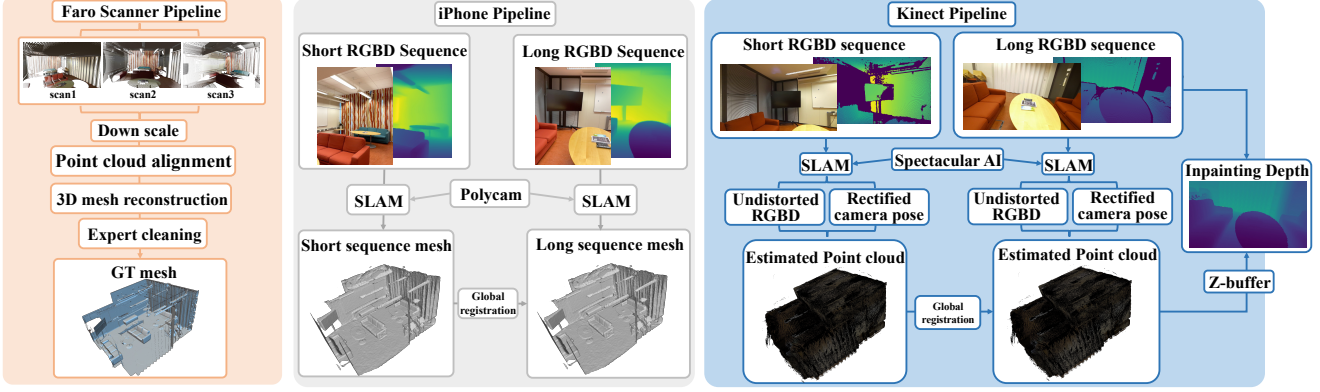 Faro Scanner Pipeline
scan1
scan2
scan3
Down scale
Point cloud alignment
3D mesh reconstruction
Expert cleaning
GT mesh
iPhone Pipeline
Short RGBD Sequence
Long RGBD Sequence
SLAM
Polycam
SLAM
Short sequence mesh
Long sequence mesh
Global
registration
Kinect Pipeline
Short RGBD sequence
Long RGBD sequence
SLAM
Spectacular AI
SLAM
Undistorted
RGBD
Rectified
camera pose
Undistorted
RGBD
Rectified
camera pose
Estimated Point cloud
Estimated Point cloud
Global
registration
Inpainting Depth
Z-buffer